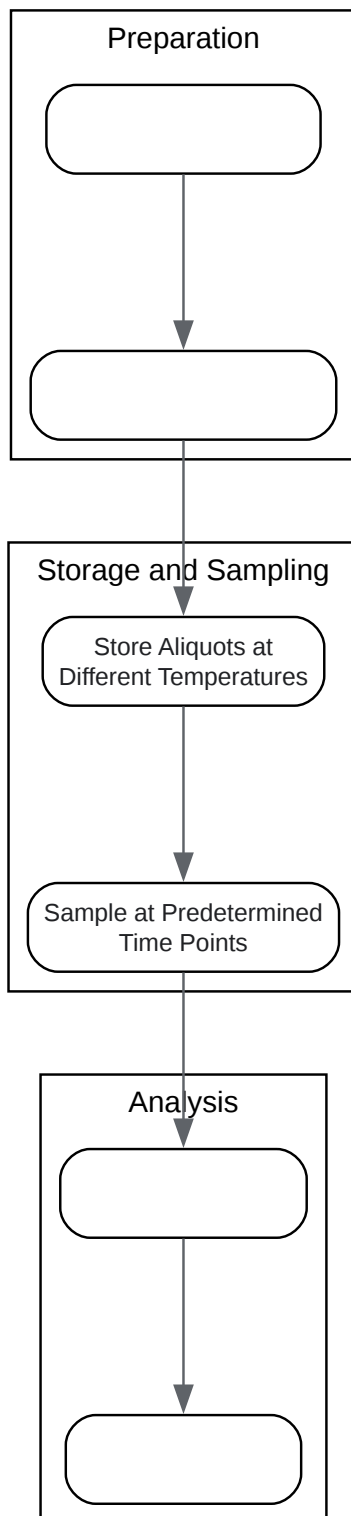 Preparation
Storage and Sampling
Store Aliquots at
Different Temperatures
Sample at Predetermined
Time Points
Analysis